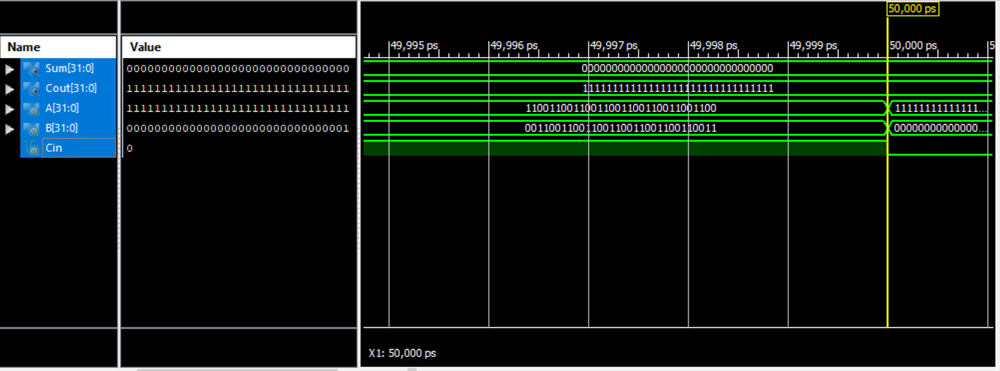 50,000 ps
Name Value
49,995 ps 49,996 ps 49,997 ps 49,998 ps 49,999 ps 50,000 ps 5
Sum[31:0] 00000000000000000000000000000000 00000000000000000000000000000000
Cout[31:0] 11111111111111111111111111111111 11111111111111111111111111111111
A[31:0] 11111111111111111111111111111111 11001100110011001100110011001100 11111111111111...
B[31:0] 00000000000000000000000000000001 00110011001100110011001100110011 00000000000000...
Cin 0
X1: 50,000 ps